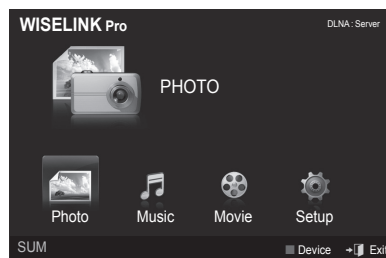 WISELINK Pro
DLNA : Server
PHOTO
Photo Music Movie Setup
SUM
Device Exit